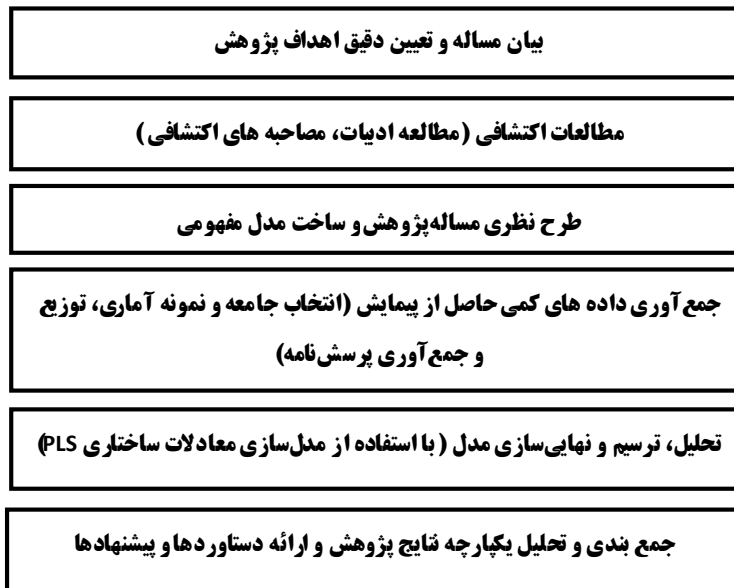 بیان مساله و تعیین دقیق اهداف پژوهش
مطالعات اکتشافی (مطالعه ادبیات، مصاحبه های اکتشافی)
طرح نظری مساله‌پژوهش و ساخت مدل مفهومی
جمع‌آوری داده های کمی حاصل از پیمایش (انتخاب جامعه و نمونه آماری، توزیع
و جمع‌آوری پرسش‌نامه)
تحلیل، ترسیم و نهایی‌سازی مدل (با استفاده از مدل‌سازی معادلات ساختاری PLS)
جمع بندی و تحلیل یکپارچه نتایج پژوهش و ارائه دستاوردها و پیشنهادها